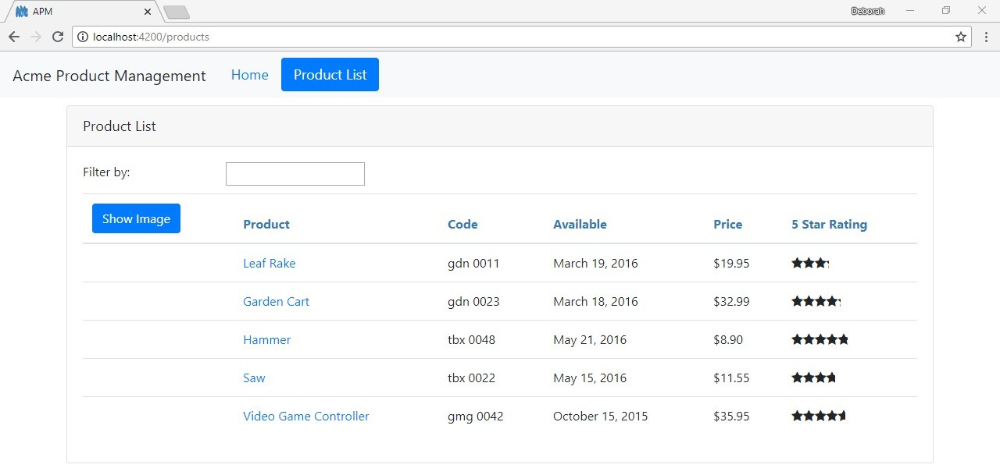 APM
Deborah
localhost:4200/products
Acme Product Management Home Product List
Product List
Filter by:
Show Image Product Code Available Price 5 Star Rating
Leaf Rake gdn 0011 March 19, 2016 $19.95
Garden Cart gdn 0023 March 18, 2016 $32.99
Hammer tbx 0048 May 21, 2016 $8.90
Saw tbx 0022 May 15, 2016 $11.55
Video Game Controller gmg 0042 October 15, 2015 $35.95